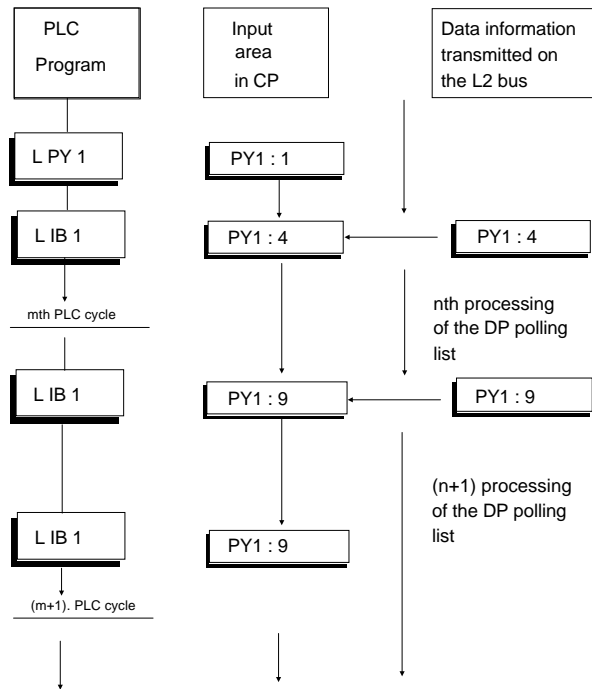 PLC
Program
Input
area
in CP
Data information
transmitted on
the L2 bus
L PY 1
PY1 : 1
L IB 1
PY1 : 4
PY1 : 4
mth PLC cycle
nth processing
of the DP polling
list
L IB 1
PY1 : 9
PY1 : 9
(n+1) processing
of the DP polling
list
L IB 1
PY1 : 9
(m+1). PLC cycle